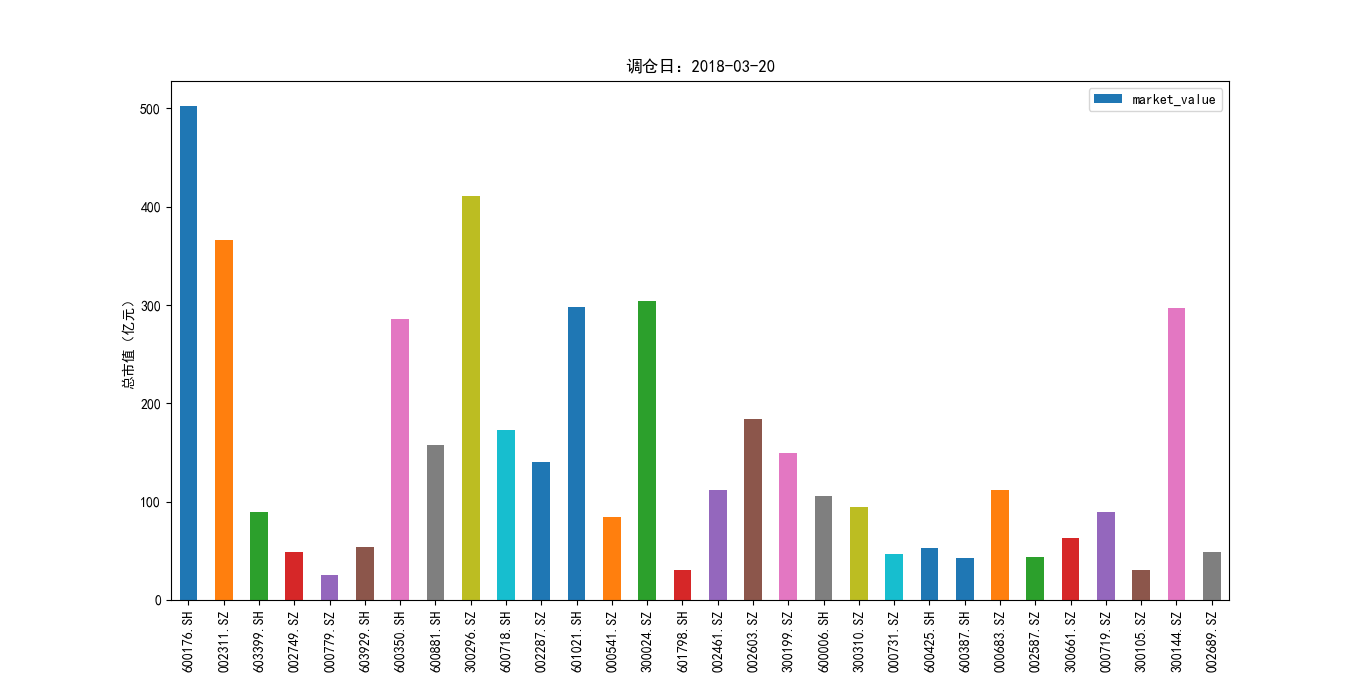 调仓日：2018-03-20
market_value
总市值（亿元）
500
400
300
200
100
0
600176.SH
002311.SZ
603399.SH
002749.SZ
000779.SZ
603929.SH
600350.SH
600881.SH
300296.SZ
600718.SH
002287.SZ
601021.SH
000541.SZ
300024.SZ
601798.SH
002461.SZ
002603.SZ
300199.SZ
600006.SH
300310.SZ
000731.SZ
600425.SH
600387.SH
000683.SZ
002587.SZ
300661.SZ
000719.SZ
300105.SZ
300144.SZ
002689.SZ